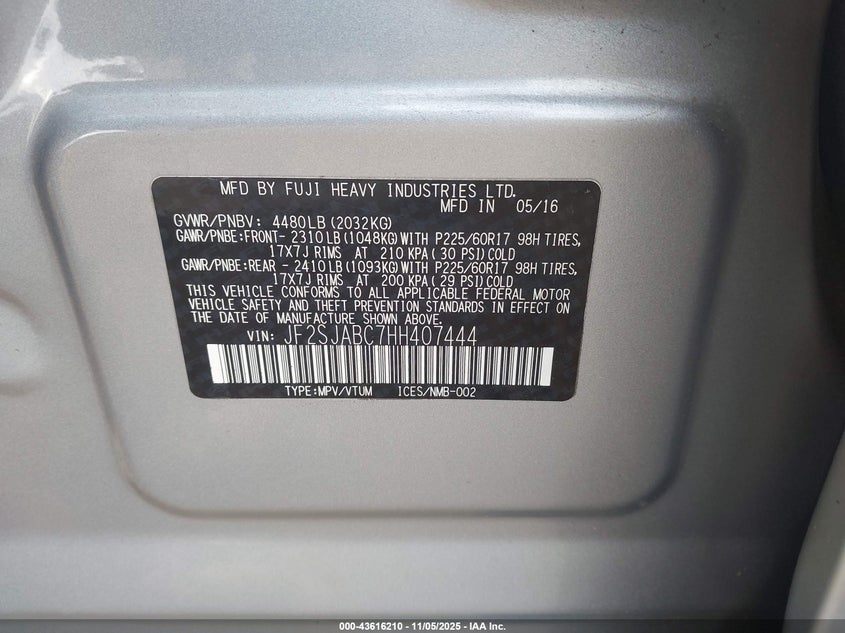 MFD BY FUJI HEAVY INDUSTRIES LTD.
MFD IN 05/16
GVWR/PNBV: 4480LB(2032KG)
GAWR/PNBE:FRONT-2310LB(1048KG)WITH P225/60R17 98H TIRES,
17X7J RIMS AT 210 KPA(30 PSI)COLD
GAWR/PNBE:REAR -2410LB(1093KG)WITH P225/60R17 98H TIRES,
17X7J RIMS AT 200 KPA(29 PSI)COLD
THIS VEHICLE CONFORMS TO ALL APPLICABLE FEDERAL MOTOR
VEHICLE SAFETY AND THEFT PREVENTION STANDARDS IN EFFECT ON
THE DATE OF MANUFACTURE SHOWN ABOVE.
VIN: JF2SJABC7HH407444
TYPE:MPV/VTUM ICES/NMB-002
000-43616210 - 11/05/2025 - IAA Inc.